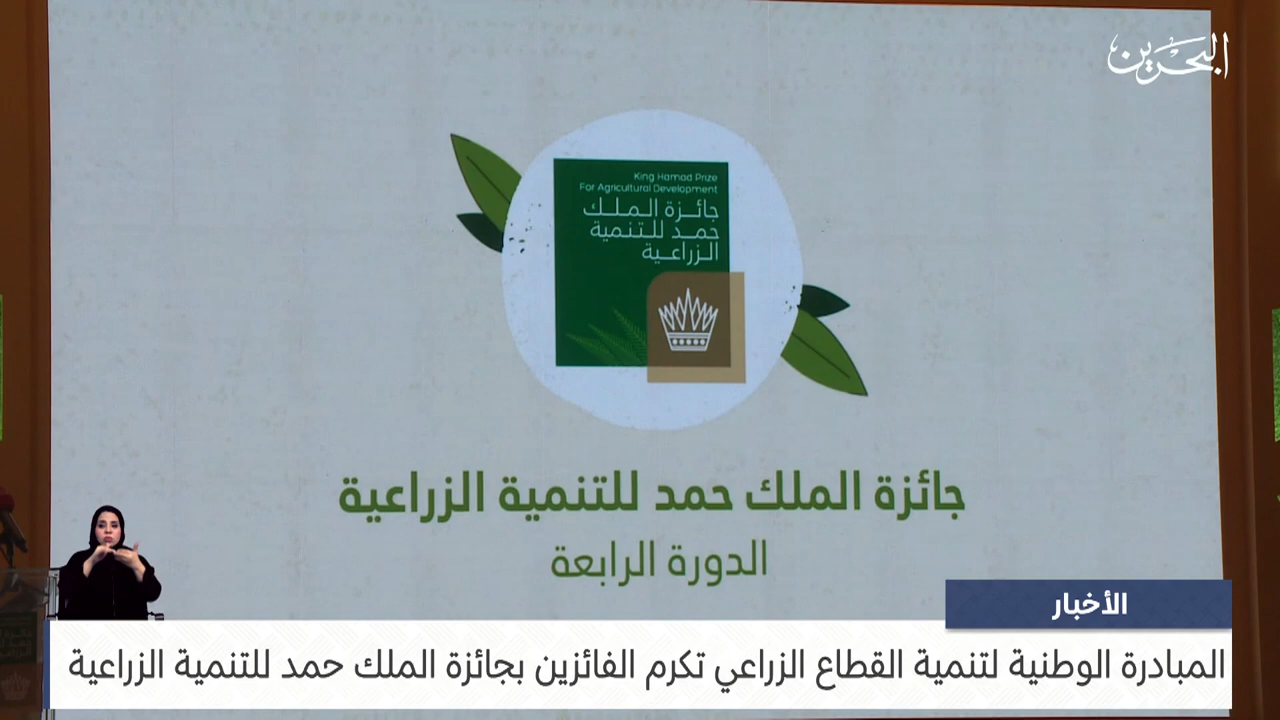 البحرين
King Hamad Prize
For Agricultural Development
جائزة الملك
حمد للتنمية
الزراعية
جائزة الملك حمد للتنمية الزراعية
الدورة الرابعة
الأخبار
المبادرة الوطنية لتنمية القطاع الزراعي تكرم الفائزين بجائزة الملك حمد للتنمية الزراعية